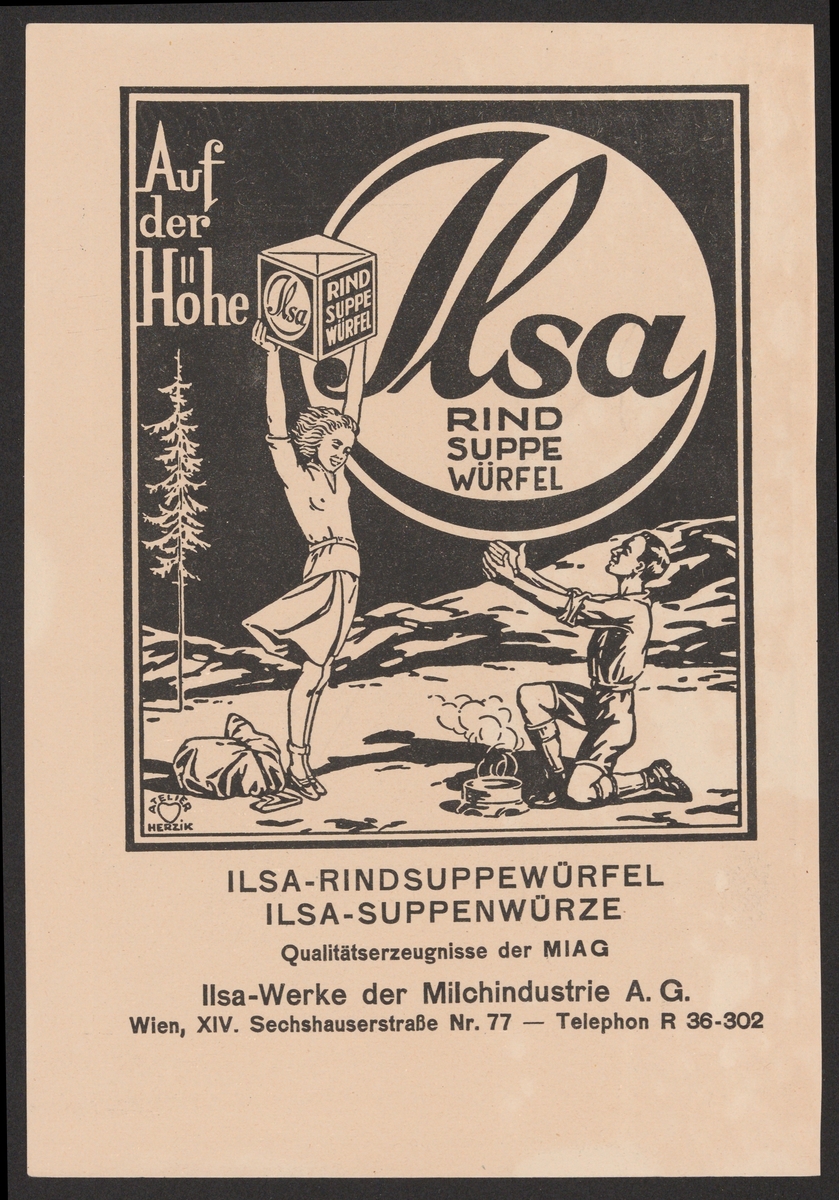 Auf
der
Höhe
Ilsa
RIND
SUPPE
WÜRFEL
Ilsa
RIND
SUPPE
WÜRFEL
ATELIER
HERZIK
ILSA-RINDSUPPEWÜRFEL
ILSA-SUPPENWÜRZE
Qualitätserzeugnisse der MIAG
Ilsa-Werke der Milchindustrie A. G.
Wien, XIV. Sechshauserstraße Nr. 77 — Telephon R 36-302